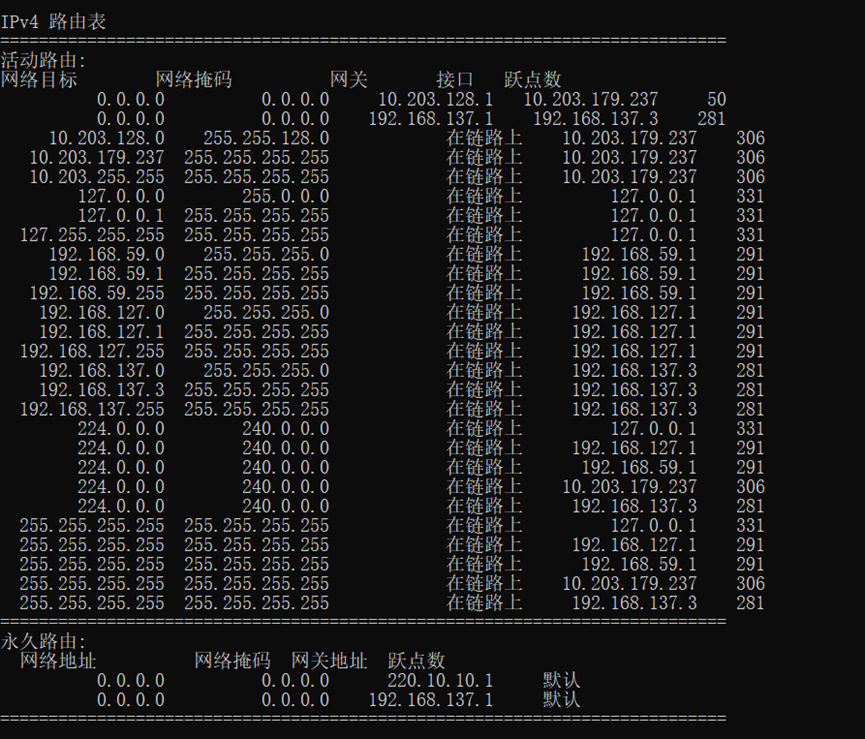 IPv4 路由表
===========================================================================
活动路由:
网络目标 网络掩码 网关 接口 跃点数
0.0.0.0 0.0.0.0 10.203.128.1 10.203.179.237 50
0.0.0.0 0.0.0.0 192.168.137.1 192.168.137.3 281
10.203.128.0 255.255.128.0 在链路上 10.203.179.237 306
10.203.179.237 255.255.255.255 在链路上 10.203.179.237 306
10.203.255.255 255.255.255.255 在链路上 10.203.179.237 306
127.0.0.0 255.0.0.0 在链路上 127.0.0.1 331
127.0.0.1 255.255.255.255 在链路上 127.0.0.1 331
127.255.255.255 255.255.255.255 在链路上 127.0.0.1 331
192.168.59.0 255.255.255.0 在链路上 192.168.59.1 291
192.168.59.1 255.255.255.255 在链路上 192.168.59.1 291
192.168.59.255 255.255.255.255 在链路上 192.168.59.1 291
192.168.127.0 255.255.255.0 在链路上 192.168.127.1 291
192.168.127.1 255.255.255.255 在链路上 192.168.127.1 291
192.168.127.255 255.255.255.255 在链路上 192.168.127.1 291
192.168.137.0 255.255.255.0 在链路上 192.168.137.3 281
192.168.137.3 255.255.255.255 在链路上 192.168.137.3 281
192.168.137.255 255.255.255.255 在链路上 192.168.137.3 281
224.0.0.0 240.0.0.0 在链路上 127.0.0.1 331
224.0.0.0 240.0.0.0 在链路上 192.168.127.1 291
224.0.0.0 240.0.0.0 在链路上 192.168.59.1 291
224.0.0.0 240.0.0.0 在链路上 10.203.179.237 306
224.0.0.0 240.0.0.0 在链路上 192.168.137.3 281
255.255.255.255 255.255.255.255 在链路上 127.0.0.1 331
255.255.255.255 255.255.255.255 在链路上 192.168.127.1 291
255.255.255.255 255.255.255.255 在链路上 192.168.59.1 291
255.255.255.255 255.255.255.255 在链路上 10.203.179.237 306
255.255.255.255 255.255.255.255 在链路上 192.168.137.3 281
===========================================================================
永久路由:
网络地址 网络掩码 网关地址 跃点数
0.0.0.0 0.0.0.0 220.10.10.1 默认
0.0.0.0 0.0.0.0 192.168.137.1 默认
===========================================================================